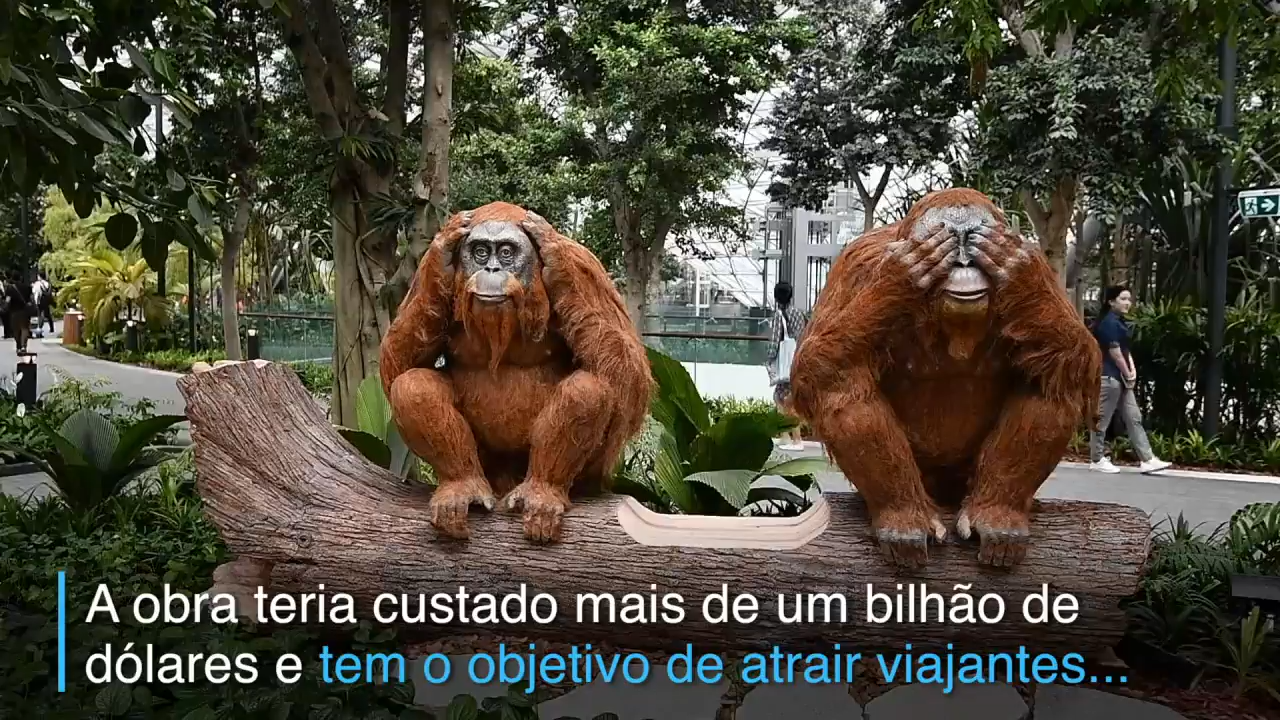 A obra teria custado mais de um bilhão de
dólares e tem o objetivo de atrair viajantes...